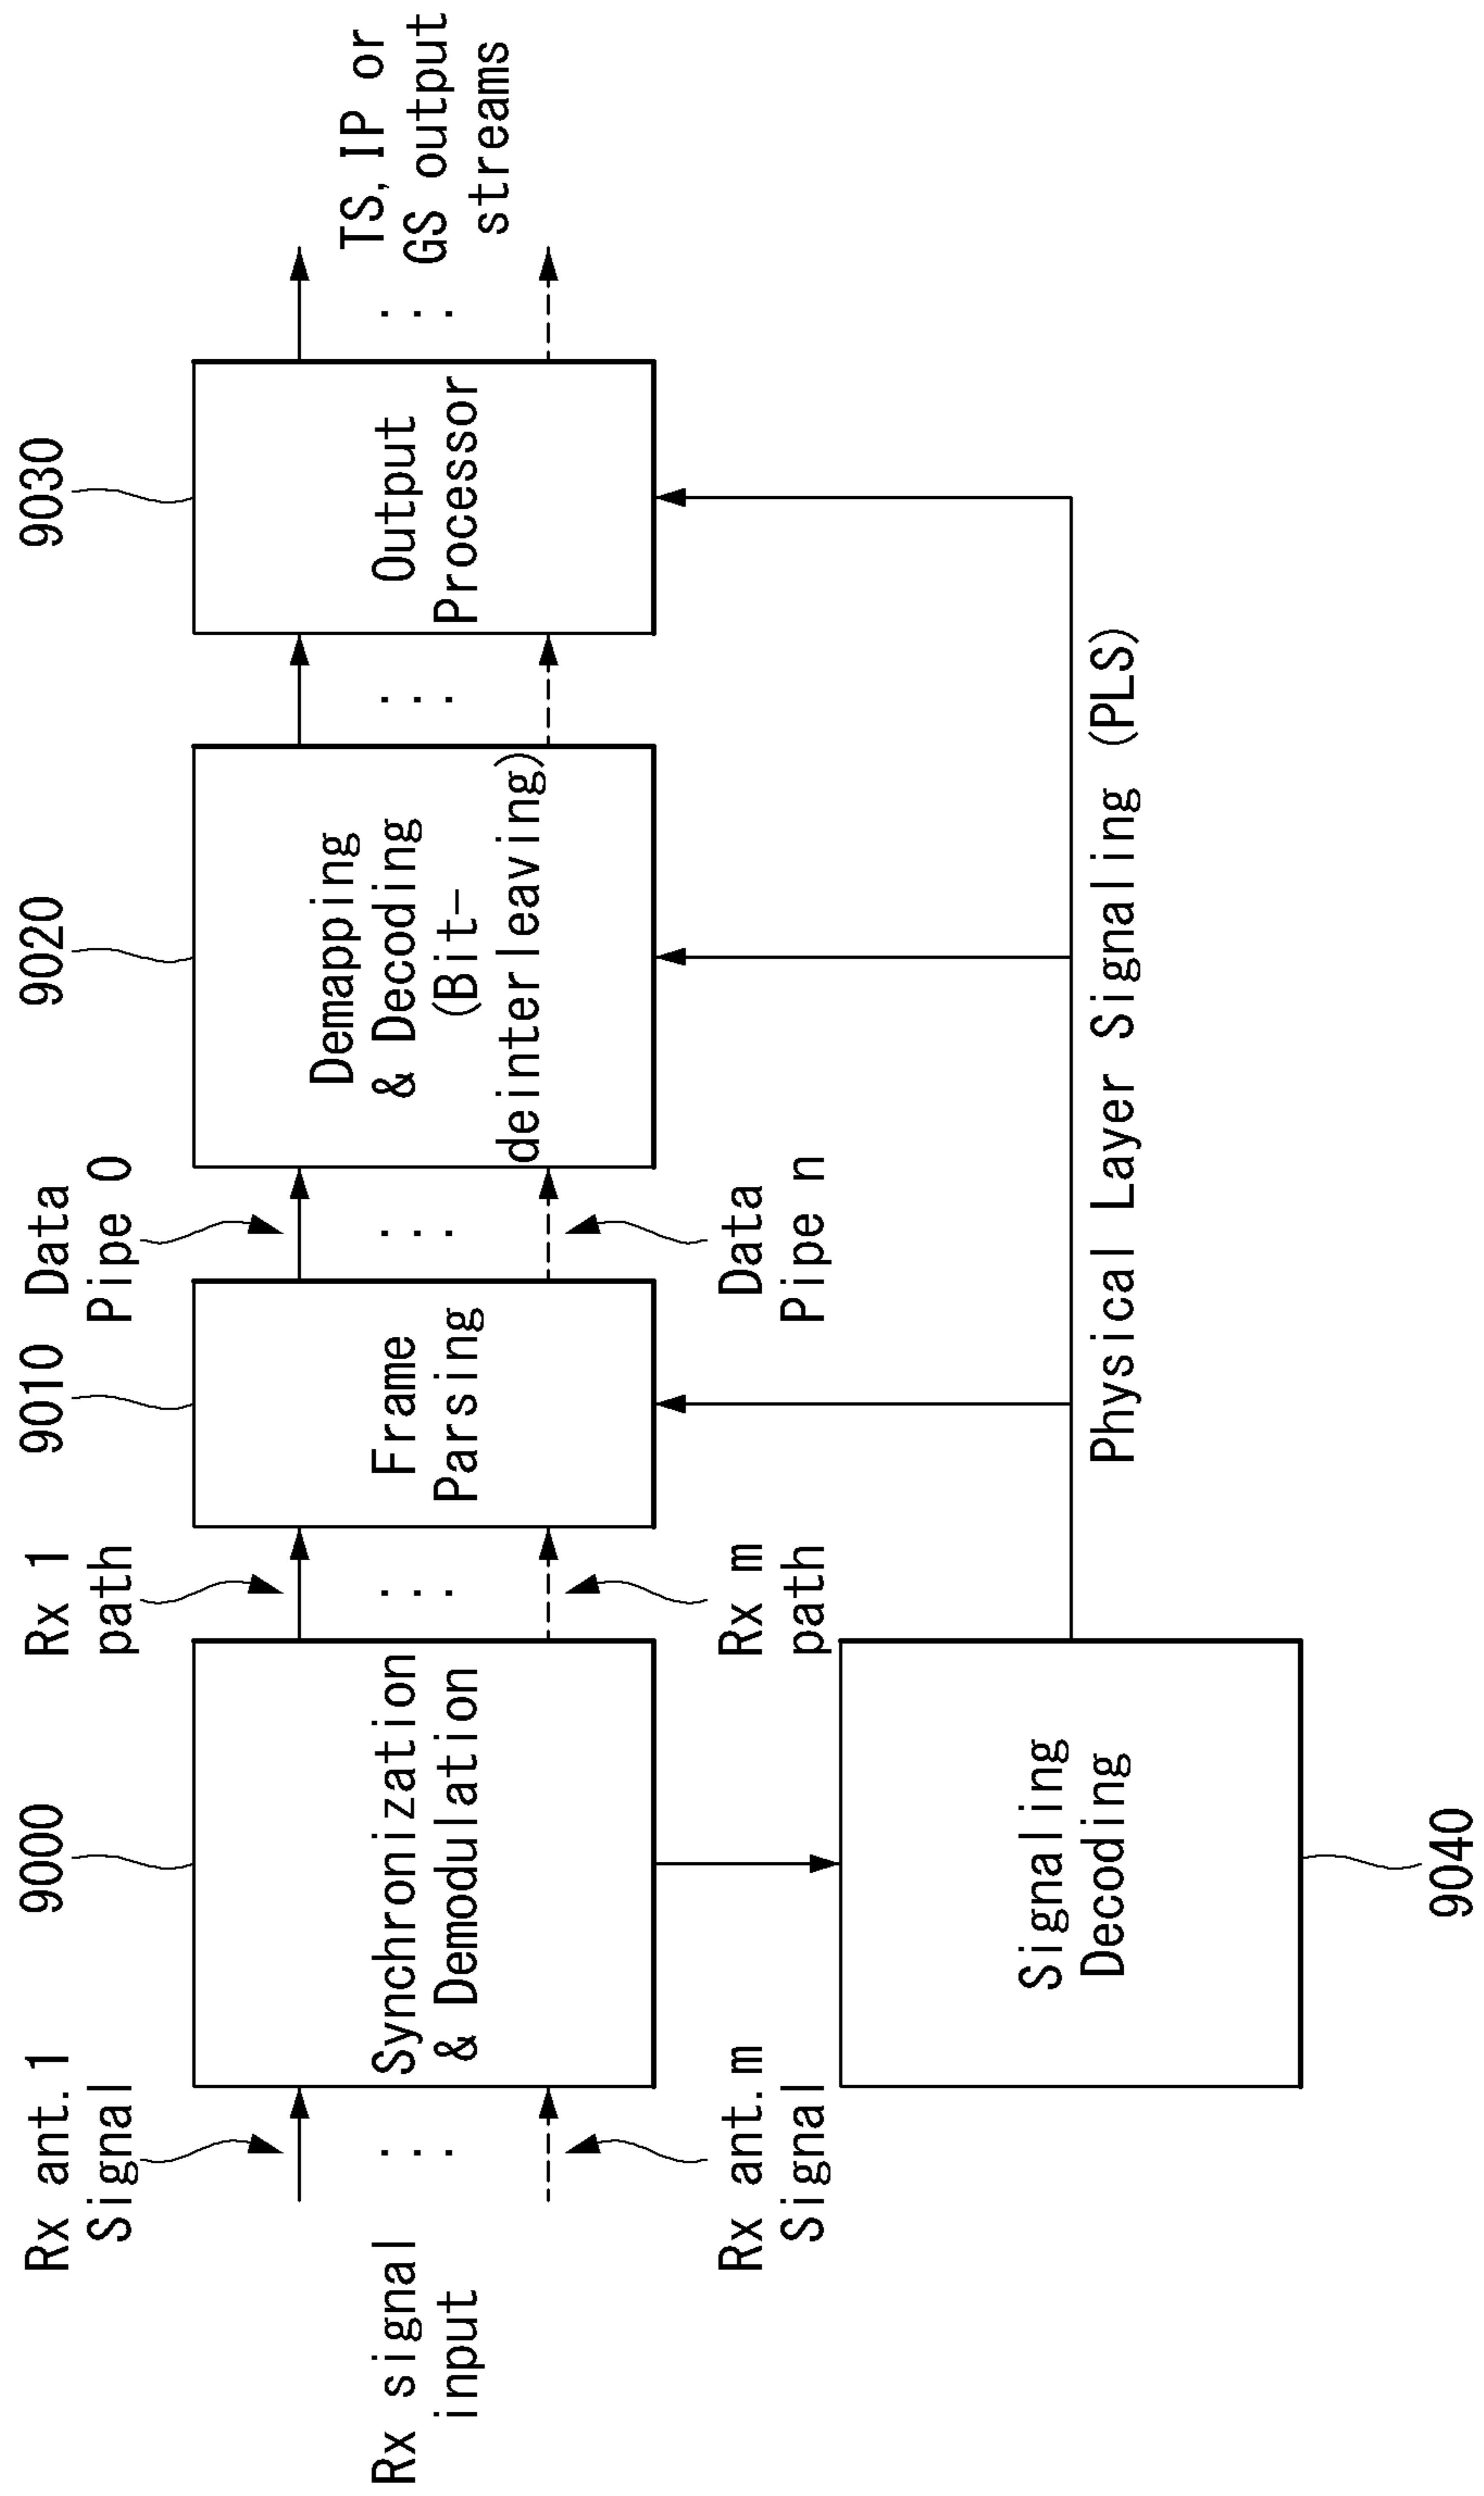 Rx signal
input
Rx ant.1
Signal
Rx ant.m
Signal
9000
Synchronization
& Demodulation
Rx 1
path
Rx m
path
9010
Frame
Parsing
Data
Pipe 0
Data
Pipe n
9020
Demapping
& Decoding
(Bit-
deinterleaving)
9030
Output
Processor
TS, IP or
GS output
streams
Signaling
Decoding
9040
Physical Layer Signaling (PLS)